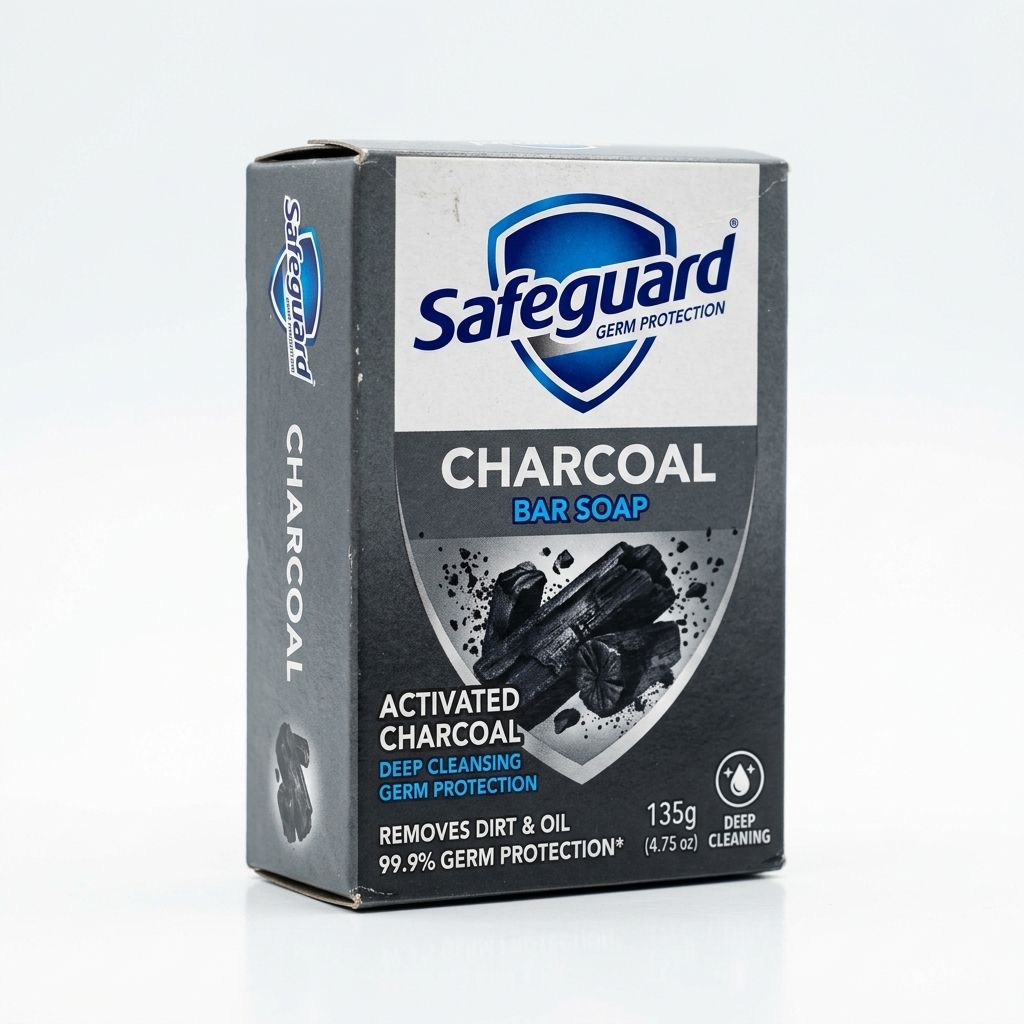 Safeguard
CHARCOAL
Safeguard®
GERM PROTECTION
CHARCOAL
BAR SOAP
ACTIVATED
CHARCOAL
DEEP CLEANSING
GERM PROTECTION
REMOVES DIRT & OIL
99.9% GERM PROTECTION*
135g
(4.75 oz)
DEEP
CLEANING